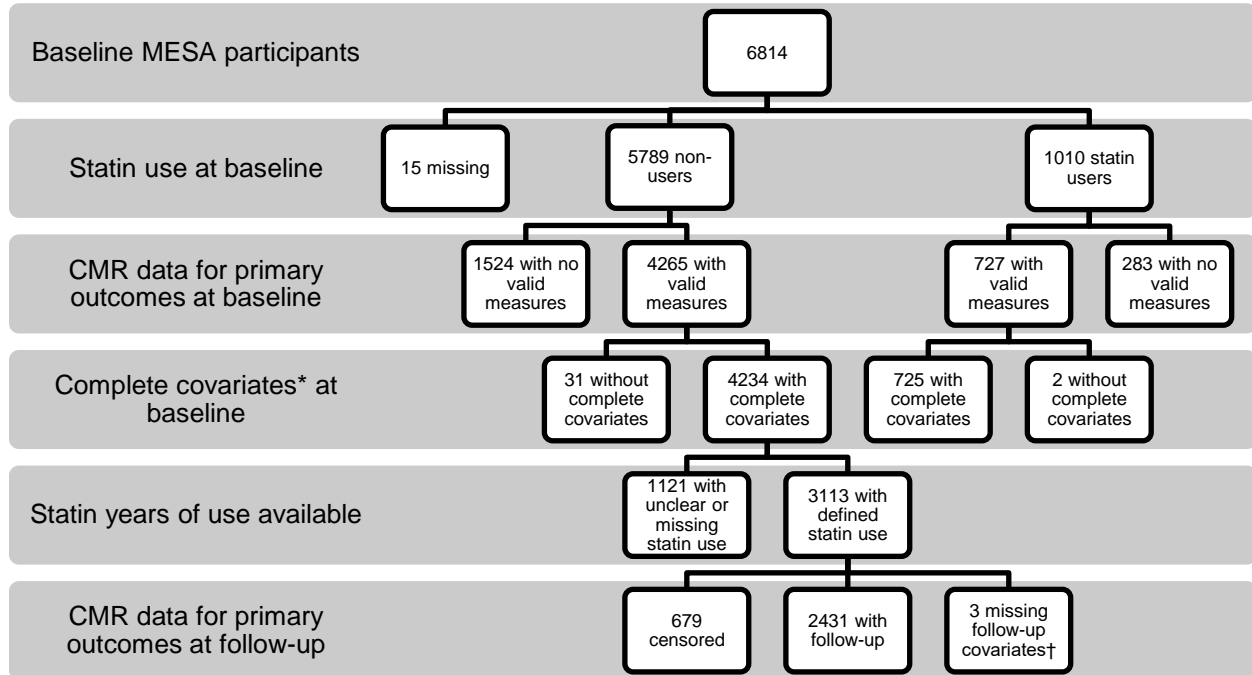 Baseline MESA participants
6814
Statin use at baseline
15 missing
5789 non-
users
1010 statin
users
CMR data for primary
outcomes at baseline
1524 with no
valid
measures
4265 with
valid
measures
727 with
valid
measures
283 with no
valid
measures
Complete covariates* at
baseline
31 without
complete
covariates
4234 with
complete
covariates
725 with
complete
covariates
2 without
complete
covariates
Statin years of use available
1121 with
unclear or
missing
statin use
3113 with
defined
statin use
CMR data for primary
outcomes at follow-up
679
censored
2431 with
follow-up
3 missing
follow-up
covariates†